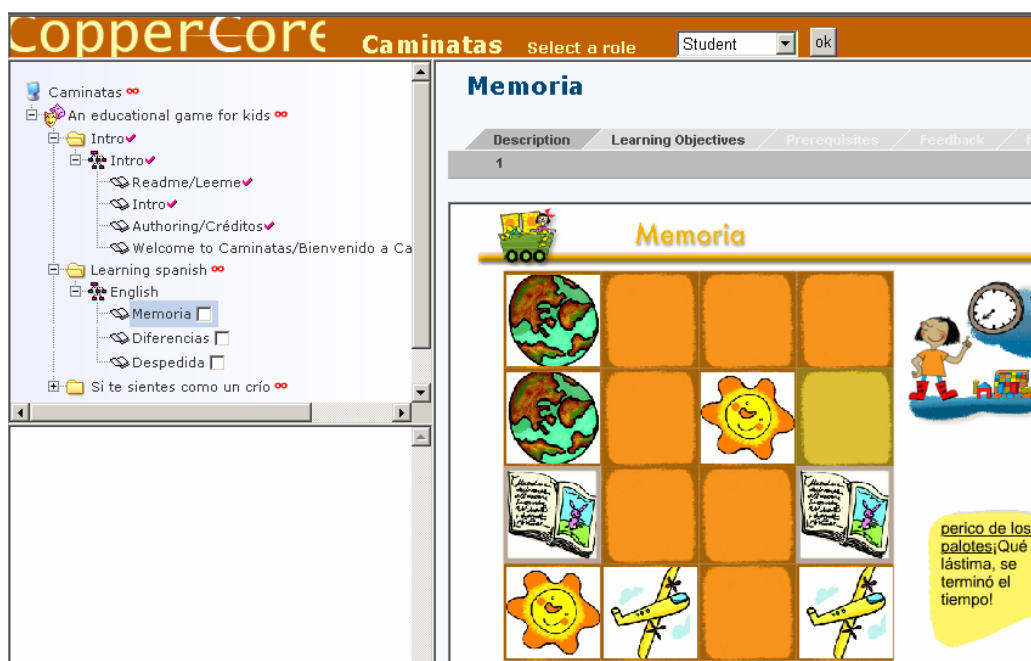 CopperCore
Caminatas Select a role Student ok
Caminatas
An educational game for kids
Intro
Intro
Readme/Leeme
Intro
Authoring/Créditos
Welcome to Caminatas/Bienvenido a Ca
Learning spanish
English
Memoria
Diferencias
Despedida
Si te sientes como un crío
Memoria
Description Learning Objectives Prerequisites Feedback
1
Memoria
perico de los
palotes¡Qué
lástima, se
terminó el
tiempo!